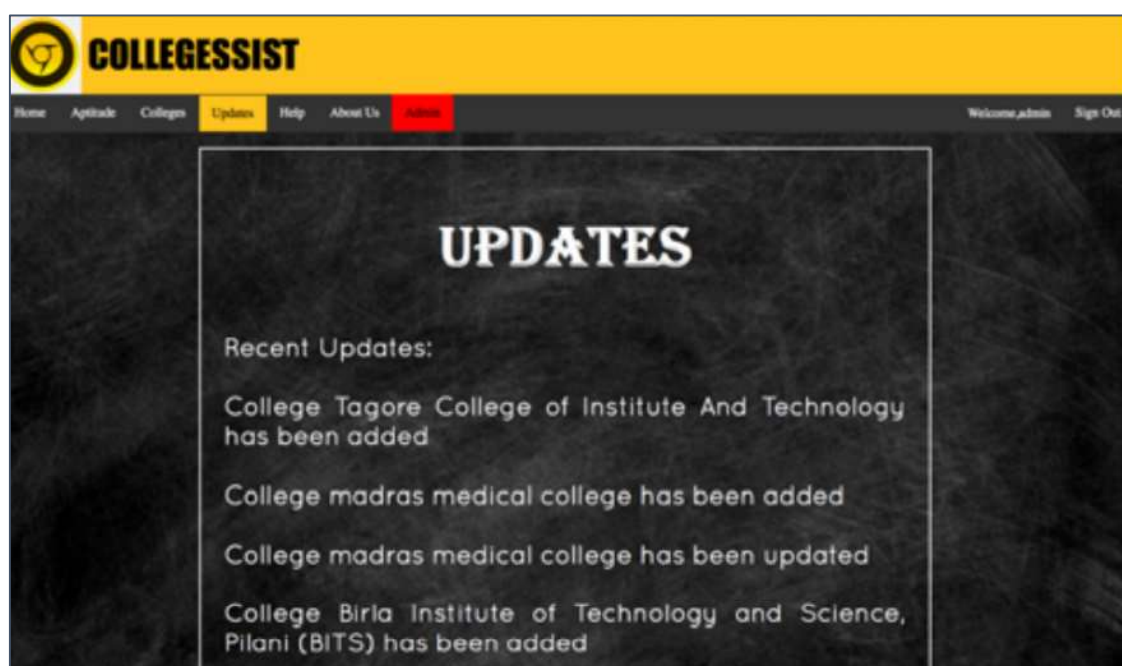 COLLEGESSIST
Home Aptitude Colleges Updates Help About Us Admin Welcome,admin Sign Out
UPDATES
Recent Updates:
College Tagore College of Institute And Technology
has been added
College madras medical college has been added
College madras medical college has been updated
College Birla Institute of Technology and Science,
Pilani (BITS) has been added